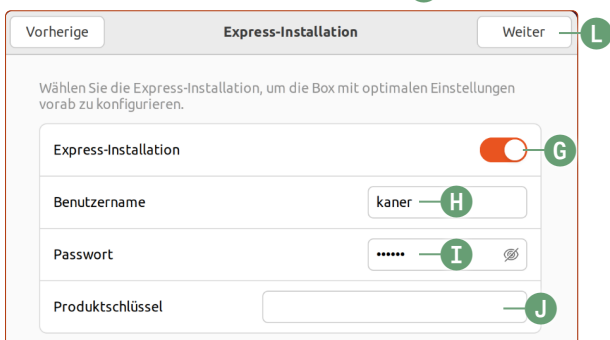 Vorherige
Express-Installation
Weiter
L
Wählen Sie die Express-Installation, um die Box mit optimalen Einstellungen
vorab zu konfigurieren.
Express-Installation
G
Benutzername
kaner
H
Passwort
••••••
I
Produktschlüssel
J